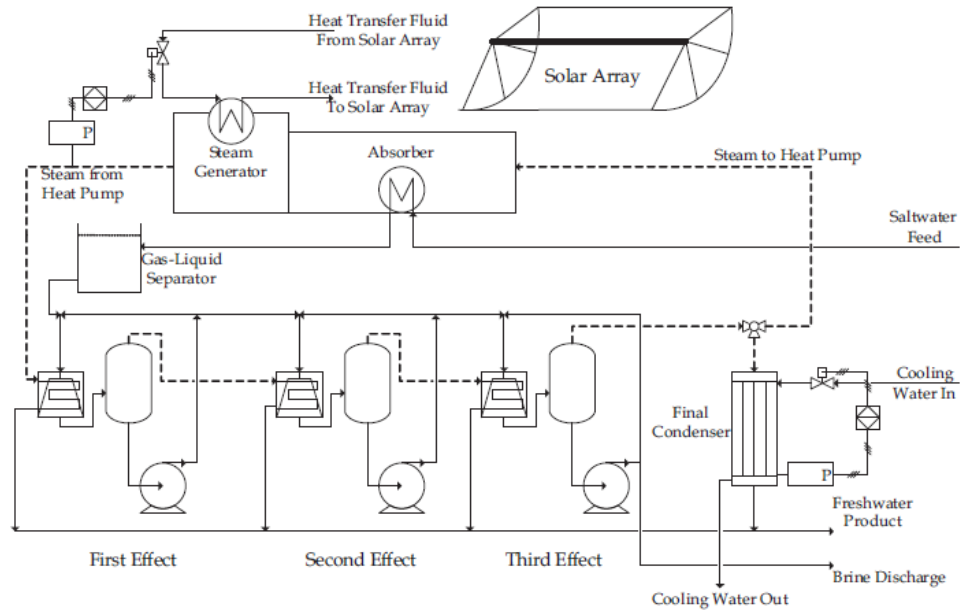 Heat Transfer Fluid
From Solar Array
Heat Transfer Fluid
To Solar Array
Solar Array
P
Steam
Generator
Absorber
Steam to Heat Pump
Steam from
Heat Pump
Saltwater
Feed
Gas-Liquid
Separator
Cooling
Water In
Final
Condenser
P
Freshwater
Product
First Effect
Second Effect
Third Effect
Brine Discharge
Cooling Water Out